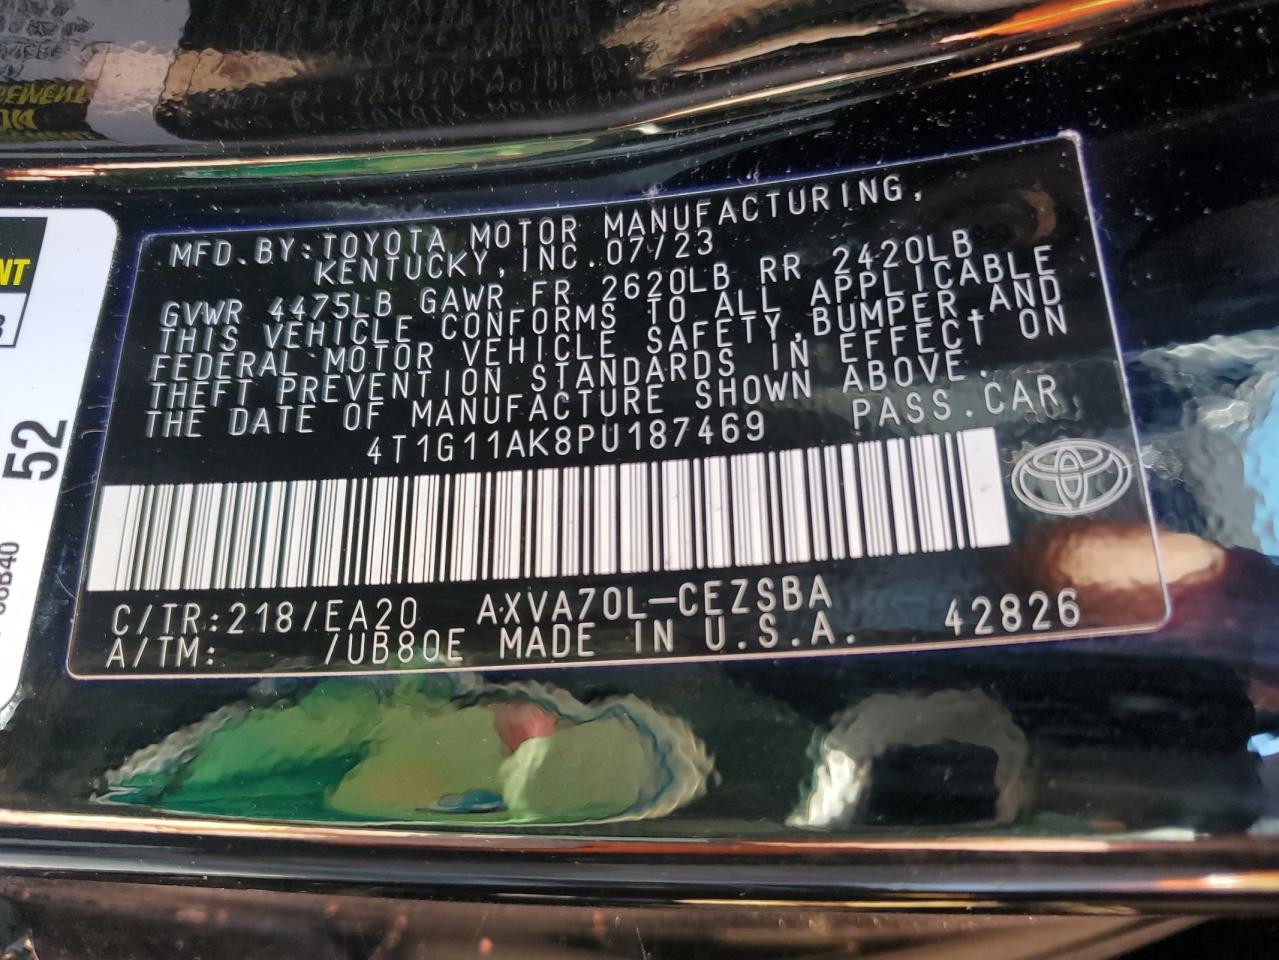 MFD.BY:TOYOTA MOTOR MANUFACTURING,
KENTUCKY,INC.07/23
GVWR 4475LB GAWR FR 2620LB RR 2420LB
THIS VEHICLE CONFORMS TO ALL APPLICABLE
FEDERAL MOTOR VEHICLE SAFETY,BUMPER,AND
THEFT PREVENTION STANDARDS IN EFFECT ON
THE DATE OF MANUFACTURE SHOWN ABOVE.
4T1G11AK8PU187469 PASS.CAR
C/TR:218/EA20 AXVA70L-CEZSBA 42826
A/TM: /UB80E MADE IN U.S.A.
52